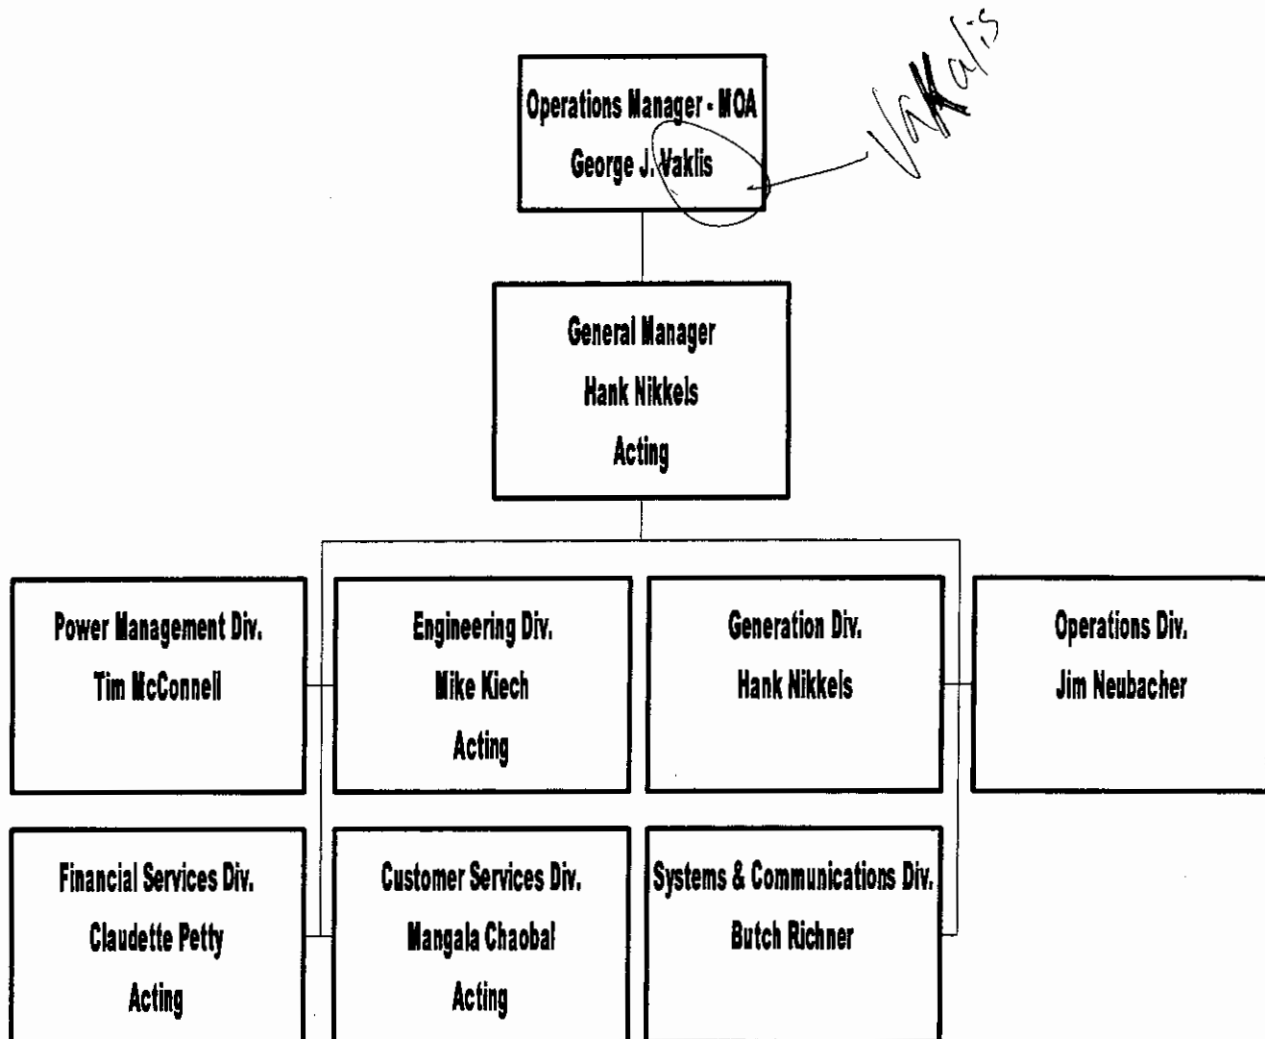 Operations Manager - MOA
George J. Vaklis
Vakalis
General Manager
Hank Nikkels
Acting
Power Management Div.
Tim McConnell
Engineering Div.
Mike Kiech
Acting
Generation Div.
Hank Nikkels
Operations Div.
Jim Neubacher
Financial Services Div.
Claudette Petty
Acting
Customer Services Div.
Mangala Chaobal
Acting
Systems & Communications Div.
Butch Richner